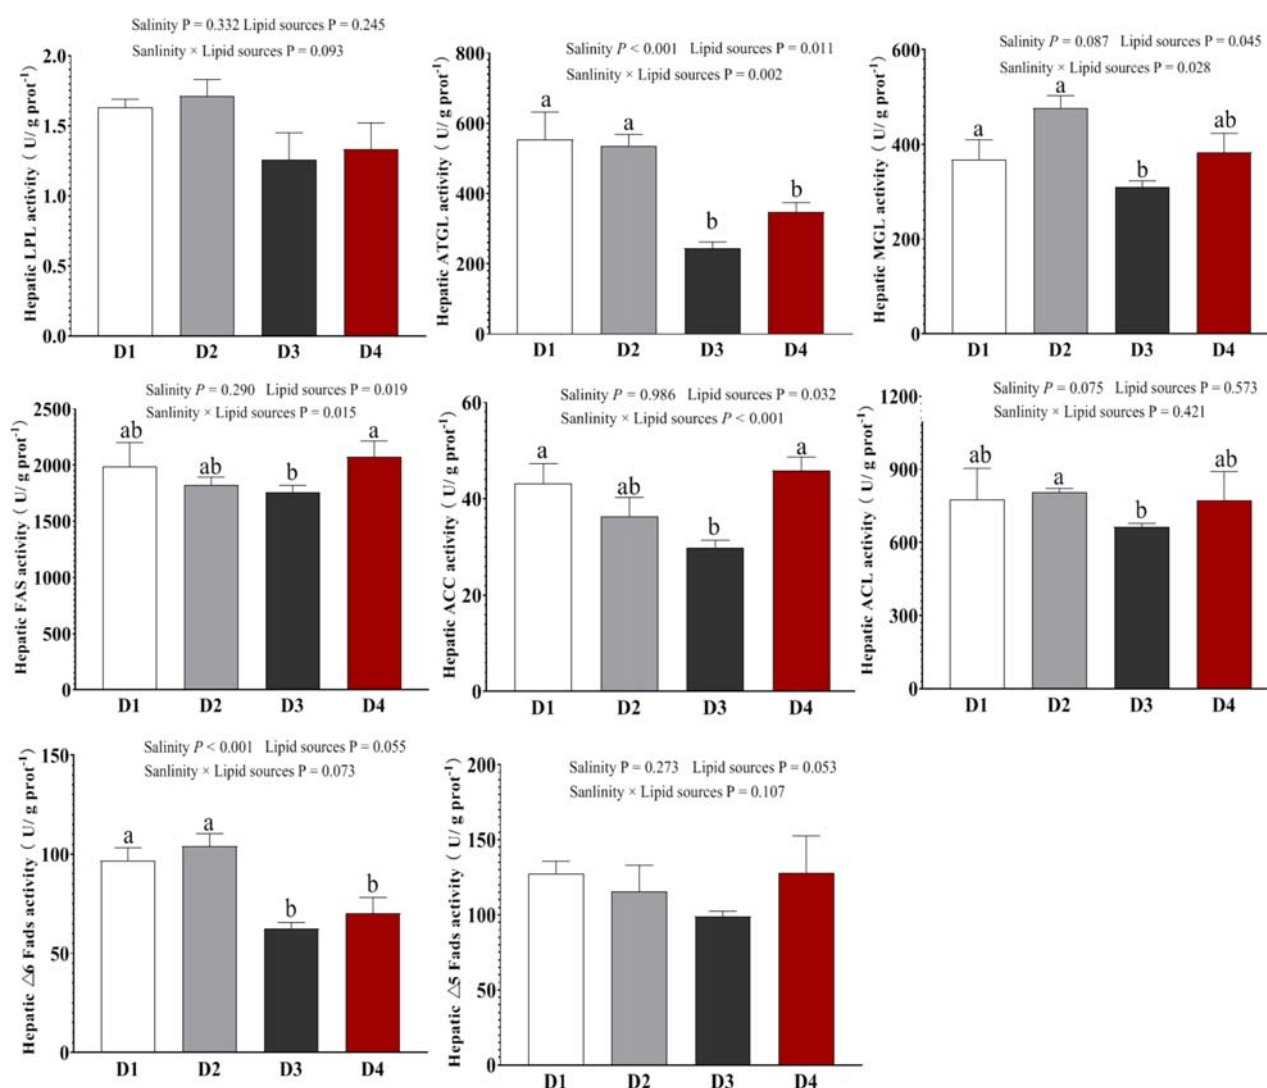 Salinity P = 0.332 Lipid sources P = 0.245
Sanlinity × Lipid sources P = 0.093
Hepatic LPL activity ( U/ g prot-1)
2.0
1.5
1.0
0.5
0.0
D1 D2 D3 D4
Salinity P < 0.001 Lipid sources P = 0.011
Sanlinity × Lipid sources P = 0.002
Hepatic ATGL activity ( U/ g prot-1)
800
600
400
200
0
a a b b
D1 D2 D3 D4
Salinity P = 0.087 Lipid sources P = 0.045
Sanlinity × Lipid sources P = 0.028
Hepatic MGL activity ( U/ g prot-1)
600
400
200
0
a a b ab
D1 D2 D3 D4
Salinity P = 0.290 Lipid sources P = 0.019
Sanlinity × Lipid sources P = 0.015
Hepatic FAS activity ( U/ g prot-1)
2500
2000
1500
1000
500
0
ab ab b a
D1 D2 D3 D4
Salinity P = 0.986 Lipid sources P = 0.032
Sanlinity × Lipid sources P < 0.001
Hepatic ACC activity ( U/ g prot-1)
60
40
20
0
a ab b a
D1 D2 D3 D4
Salinity P = 0.075 Lipid sources P = 0.573
Sanlinity × Lipid sources P = 0.421
Hepatic ACL activity ( U/ g prot-1)
1200
900
600
300
0
ab a b ab
D1 D2 D3 D4
Salinity P < 0.001 Lipid sources P = 0.055
Sanlinity × Lipid sources P = 0.073
Hepatic △6 Fads activity ( U/ g prot-1)
150
100
50
0
a a b b
D1 D2 D3 D4
Salinity P = 0.273 Lipid sources P = 0.053
Sanlinity × Lipid sources P = 0.107
Hepatic △5 Fads activity ( U/ g prot-1)
200
150
100
50
0
D1 D2 D3 D4